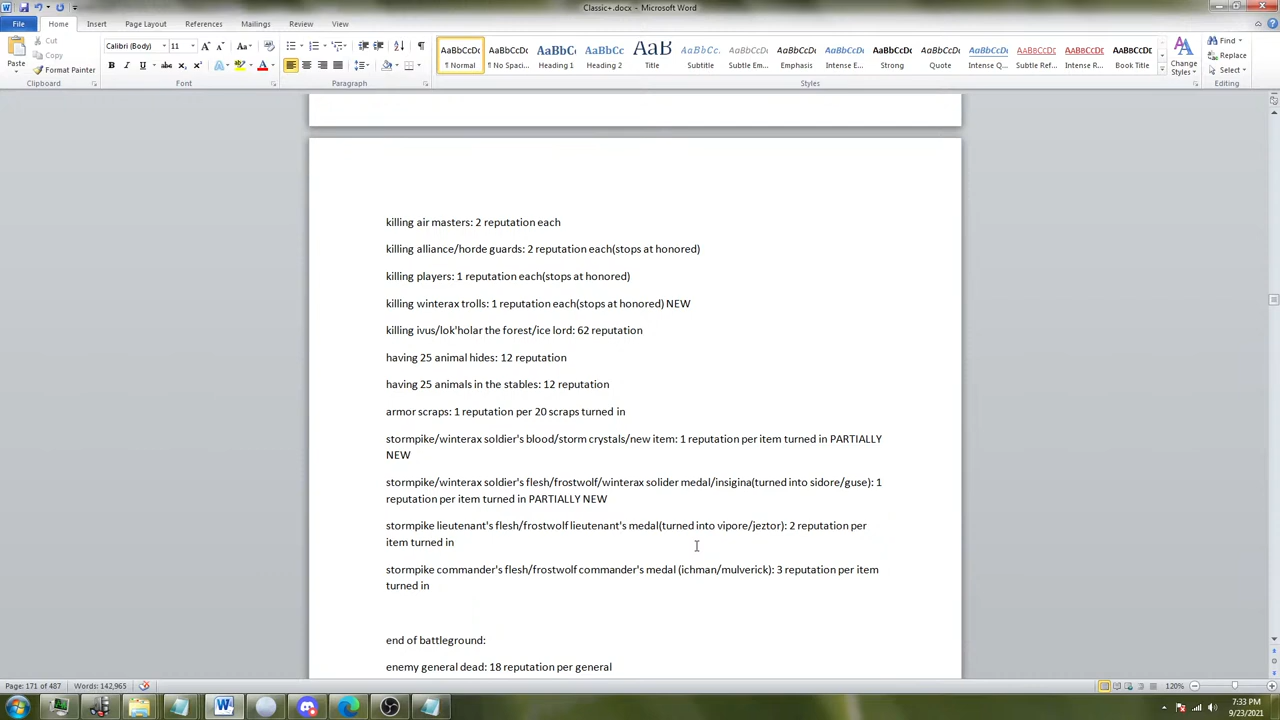 Classic+.docx - Microsoft Word
File Home Insert Page Layout References Mailings Review View
Paste
Cut
Copy
Format Painter
Clipboard
Calibri (Body) 11
Font
Paragraph
AaBbCcDc AaBbCcDc AaBbC AaBbCc AaB AaBbCcL AaBbCcDc AaBbCcDc AaBbCcDc AaBbCcDc AaBbCcDc AaBbCcDc AaBbCcDc AaBbCcDc AaBbCcDc
¶ Normal ¶ No Spaci... Heading 1 Heading 2 Title Subtitle Subtle Em... Emphasis Intense E... Strong Quote Intense Q... Subtle Ref... Intense R... Book Title
Change Styles
Styles
Find
Replace
Select
Editing
killing air masters: 2 reputation each
killing alliance/horde guards: 2 reputation each(stops at honored)
killing players: 1 reputation each(stops at honored)
killing winterax trolls: 1 reputation each(stops at honored) NEW
killing ivus/lok'holar the forest/ice lord: 62 reputation
having 25 animal hides: 12 reputation
having 25 animals in the stables: 12 reputation
armor scraps: 1 reputation per 20 scraps turned in
stormpike/winterax soldier's blood/storm crystals/new item: 1 reputation per item turned in PARTIALLY
NEW
stormpike/winterax soldier's flesh/frostwolf/winterax solider medal/insigina(turned into sidore/guse): 1
reputation per item turned in PARTIALLY NEW
stormpike lieutenant's flesh/frostwolf lieutenant's medal(turned into vipore/jeztor): 2 reputation per
item turned in
stormpike commander's flesh/frostwolf commander's medal (ichman/mulverick): 3 reputation per item
turned in
end of battleground:
enemy general dead: 18 reputation per general
Page: 171 of 487 Words: 142,965 120%
7:33 PM
9/23/2021